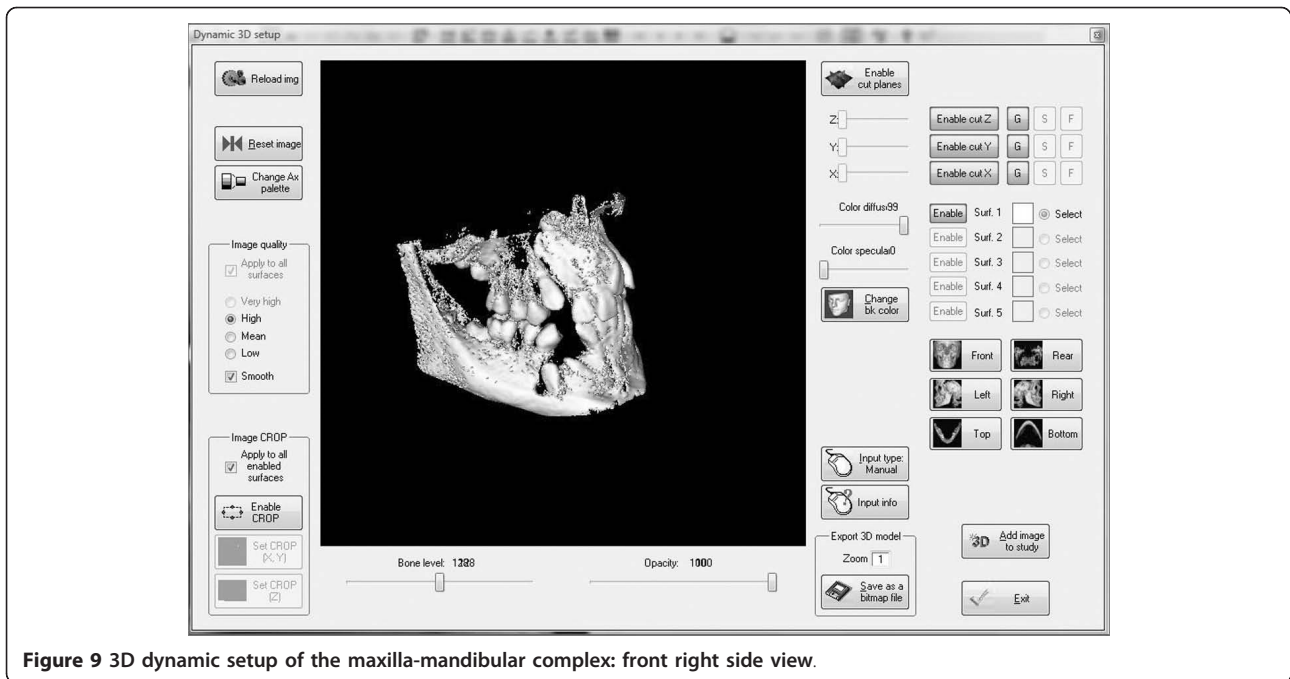 Dynamic 3D setup
Reload img
Reset image
Change Ax
palette
Image quality
Apply to all
surfaces
Very high
High
Mean
Low
Smooth
Image CROP
Apply to all
enabled
surfaces
Enable
CROP
Set CROP
(X, Y)
Set CROP
(Z)
Bone level:
Opacity:
Enable
cut planes
Z:
Y:
X:
Enable cut Z G S F
Enable cut Y G S F
Enable cut X G S F
Color diffus 99
Color specular 0
Change
bk color
Enable Surf. 1 Select
Enable Surf. 2 Select
Enable Surf. 3 Select
Enable Surf. 4 Select
Enable Surf. 5 Select
Front Rear
Left Right
Top Bottom
Input type:
Manual
Input info
Export 3D model
Zoom 1
Save as a
bitmap file
3D Add image
to study
Exit
Figure 9 3D dynamic setup of the maxilla-mandibular complex: front right side view.